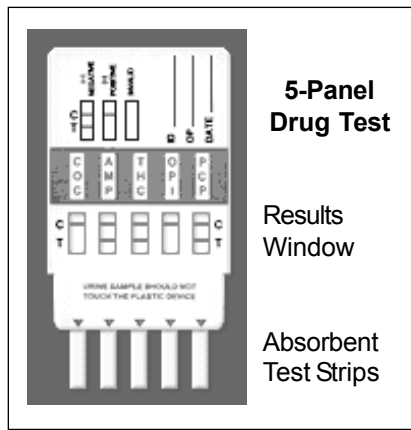 5-Panel
Drug Test
Results
Window
Absorbent
Test Strips
C
T
(-)
NEGATIVE
(+)
POSITIVE
INVALID
ID
OP
DATE
COC
AMP
THC
OPI
PCP
C
T
C
T
URINE SAMPLE SHOULD NOT
TOUCH THE PLASTIC DEVICE